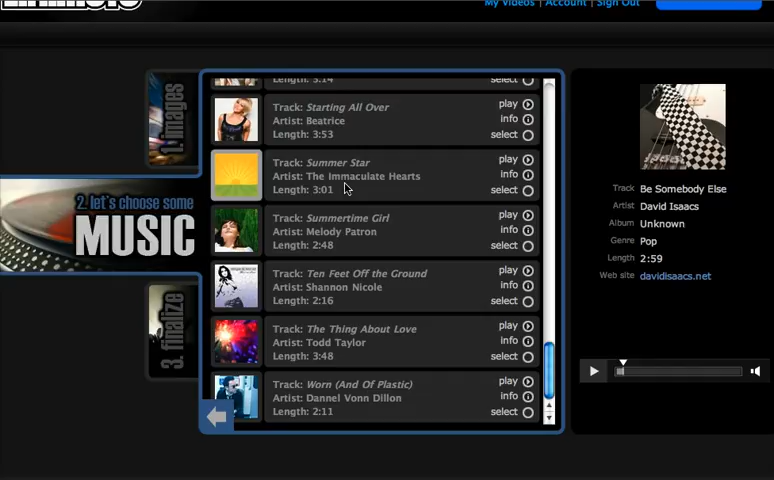 My Videos | Account | Sign Out
1. images
2. let's choose some
MUSIC
3. finalize
Length: 3:14
select
Track: Starting All Over
Artist: Beatrice
Length: 3:53
play
info
select
Track: Summer Star
Artist: The Immaculate Hearts
Length: 3:01
play
info
select
Track: Summertime Girl
Artist: Melody Patron
Length: 2:48
play
info
select
Track: Ten Feet Off the Ground
Artist: Shannon Nicole
Length: 2:16
play
info
select
Track: The Thing About Love
Artist: Todd Taylor
Length: 3:48
play
info
select
Track: Worn (And Of Plastic)
Artist: Dannel Vonn Dillon
Length: 2:11
play
info
select
Track Be Somebody Else
Artist David Isaacs
Album Unknown
Genre Pop
Length 2:59
Web site davidisaacs.net